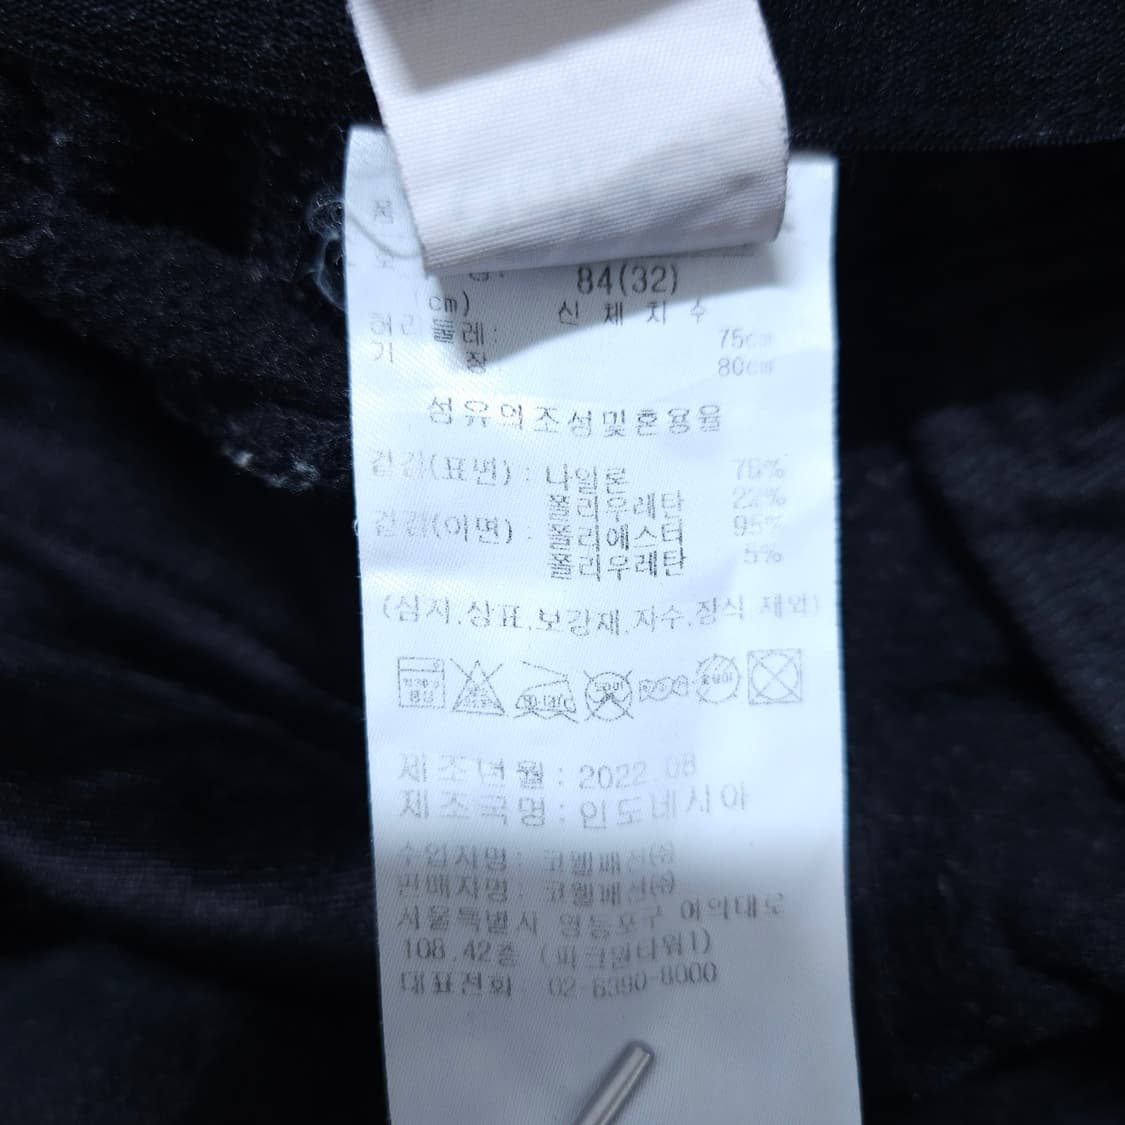 품
84(32)
(cm) 신체치수
허리둘레: 75cm
기장 80cm
섬유의조성및혼용율
겉감(표면): 나일론 78%
폴리우레탄 22%
겉감(이면): 폴리에스터 95%
폴리우레탄 5%
(심지.상표.보강재.자수.장식 제외)
제조년월: 2022.08
제조국명: 인도네시아
수입자명: 코웰패션㈜
판매자명: 코웰패션㈜
서울특별시 영등포구 여의대로
108.42층 (파크원타워1)
대표전화: 02-6390-8000